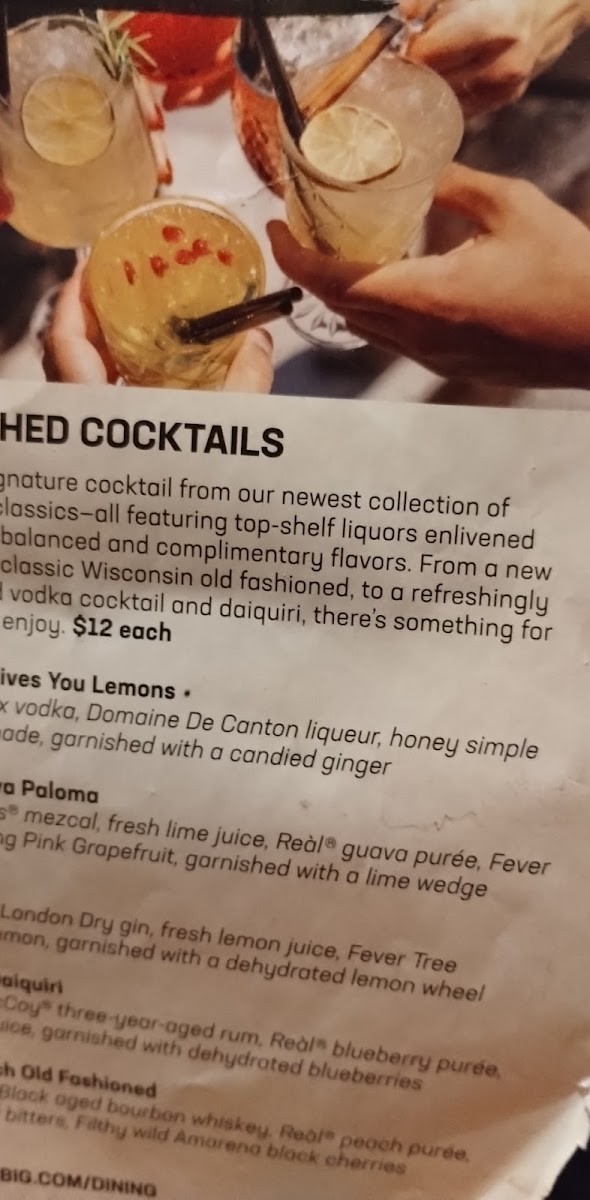 HED COCKTAILS
gnature cocktail from our newest collection of
classics—all featuring top-shelf liquors enlivened
balanced and complimentary flavors. From a new
classic Wisconsin old fashioned, to a refreshingly
d vodka cocktail and daiquiri, there's something for
enjoy. $12 each
ives You Lemons •
x vodka, Domaine De Canton liqueur, honey simple
ade, garnished with a candied ginger
va Paloma
s® mezcal, fresh lime juice, Reàl® guava purée, Fever
ng Pink Grapefruit, garnished with a lime wedge
London Dry gin, fresh lemon juice, Fever Tree
mon, garnished with a dehydrated lemon wheel
aiquiri
cCoy® three-year-aged rum, Reàl® blueberry purée,
uice, garnished with dehydrated blueberries
ch Old Fashioned
Black aged bourbon whiskey, Reàl® peach purée,
bitters, Filthy wild Amarena black cherries
BIG.COM/DINING